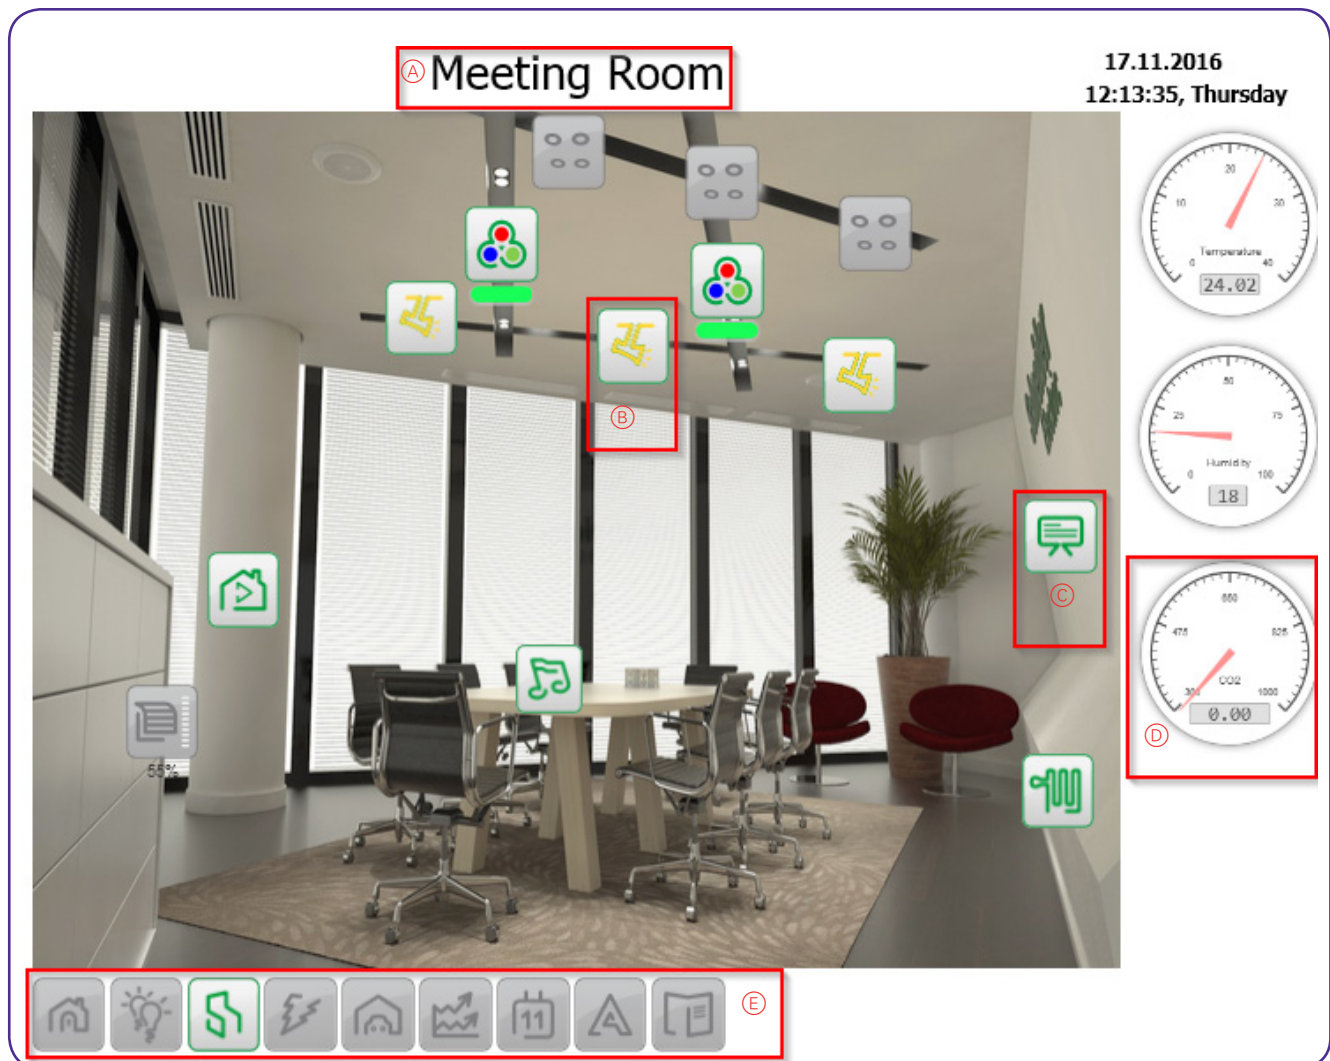 A Meeting Room
17.11.2016
12:13:35, Thursday
0 10 20 30 40
Temperature
24.02
0 25 50 75 100
Humidity
18
B
C
55%
475 650 825 1000
CO2
0.00
D
11
E